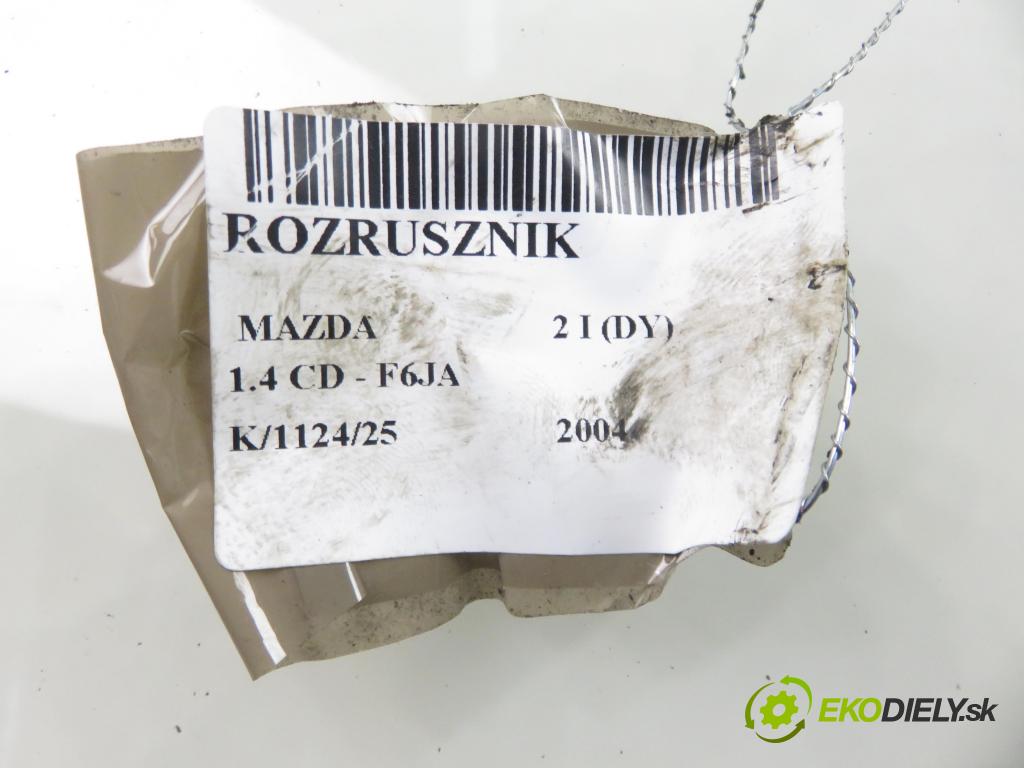 ROZRUSZNIK
MAZDA 2 I (DY)
1.4 CD - F6JA
K/1124/25 2004
EKODIELY.sk